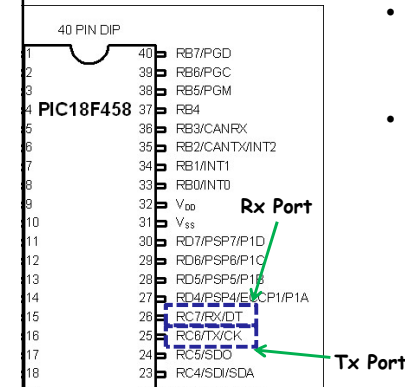 40 PIN DIP
1 40 RB7/PGD
2 39 RB6/PGC
3 38 RB5/PGM
4 PIC18F458 37 RB4
5 36 RB3/CANRX
6 35 RB2/CANTX/INT2
7 34 RB1/INT1
8 33 RB0/INT0
9 32 VDD
Rx Port
10 31 VSS
11 30 RD7/PSP7/P1D
12 29 RD6/PSP6/P1C
13 28 RD5/PSP5/P1B
14 27 RD4/PSP4/ECCP1/P1A
15 26 RC7/RX/DT
16 25 RC6/TX/CK
17 24 RC5/SDO
Tx Port
18 23 RC4/SDI/SDA